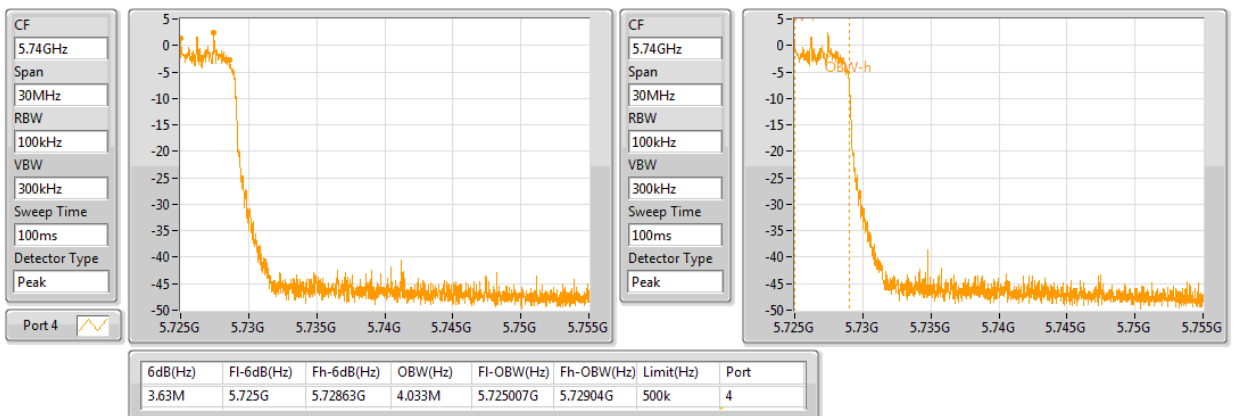 CF
5.74GHz
Span
30MHz
RBW
100kHz
VBW
300kHz
Sweep Time
100ms
Detector Type
Peak
Port 4
5
0
-5
-10
-15
-20
-25
-30
-35
-40
-45
-50
5.725G 5.73G 5.735G 5.74G 5.745G 5.75G 5.755G
CF
5.74GHz
Span
30MHz
RBW
100kHz
VBW
300kHz
Sweep Time
100ms
Detector Type
Peak
5
0
-5
-10
-15
-20
-25
-30
-35
-40
-45
-50
5.725G 5.73G 5.735G 5.74G 5.745G 5.75G 5.755G
6dB(Hz) Fl-6dB(Hz) Fh-6dB(Hz) OBW(Hz) Fl-OBW(Hz) Fh-OBW(Hz) Limit(Hz) Port
3.63M 5.725G 5.72863G 4.033M 5.725007G 5.72904G 500k 4